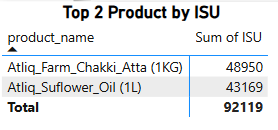 Top 2 Product by ISU
product_name Sum of ISU
Atliq_Farm_Chakki_Atta (1KG) 48950
Atliq_Suflower_Oil (1L) 43169
Total 92119